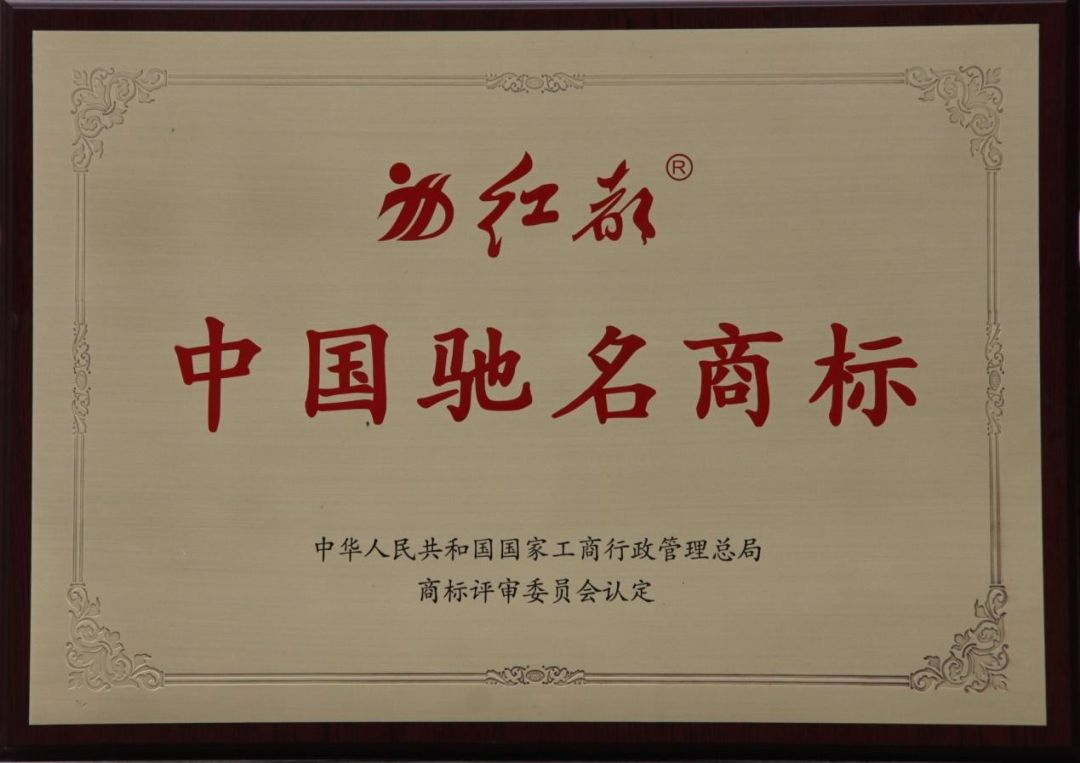 红都®
中国驰名商标
中华人民共和国国家工商行政管理总局
商标评审委员会认定